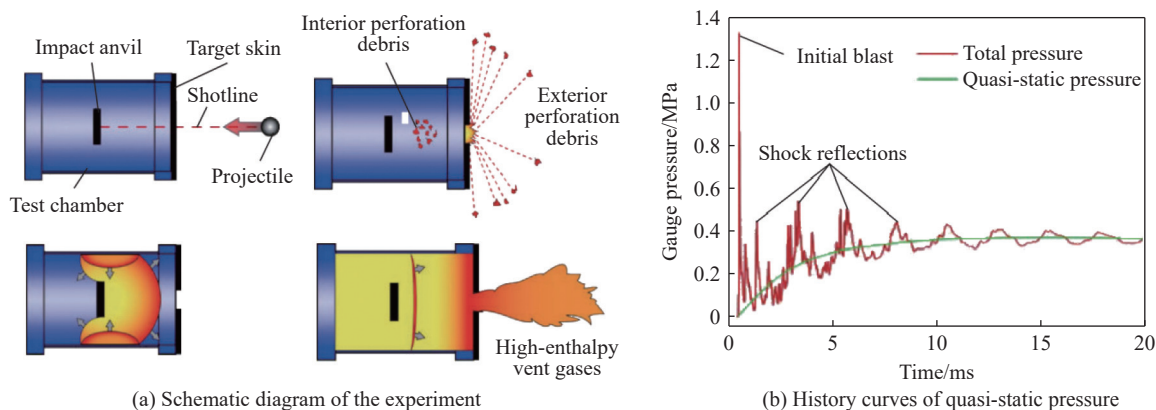 Impact anvil
Target skin
Shotline
Projectile
Test chamber
Interior perforation
debris
Exterior
perforation
debris
High-enthalpy
vent gases
(a) Schematic diagram of the experiment
Gauge pressure/MPa
1.4
1.2
1.0
0.8
0.6
0.4
0.2
0
Initial blast
Total pressure
Quasi-static pressure
Shock reflections
0
5
10
15
20
Time/ms
(b) History curves of quasi-static pressure